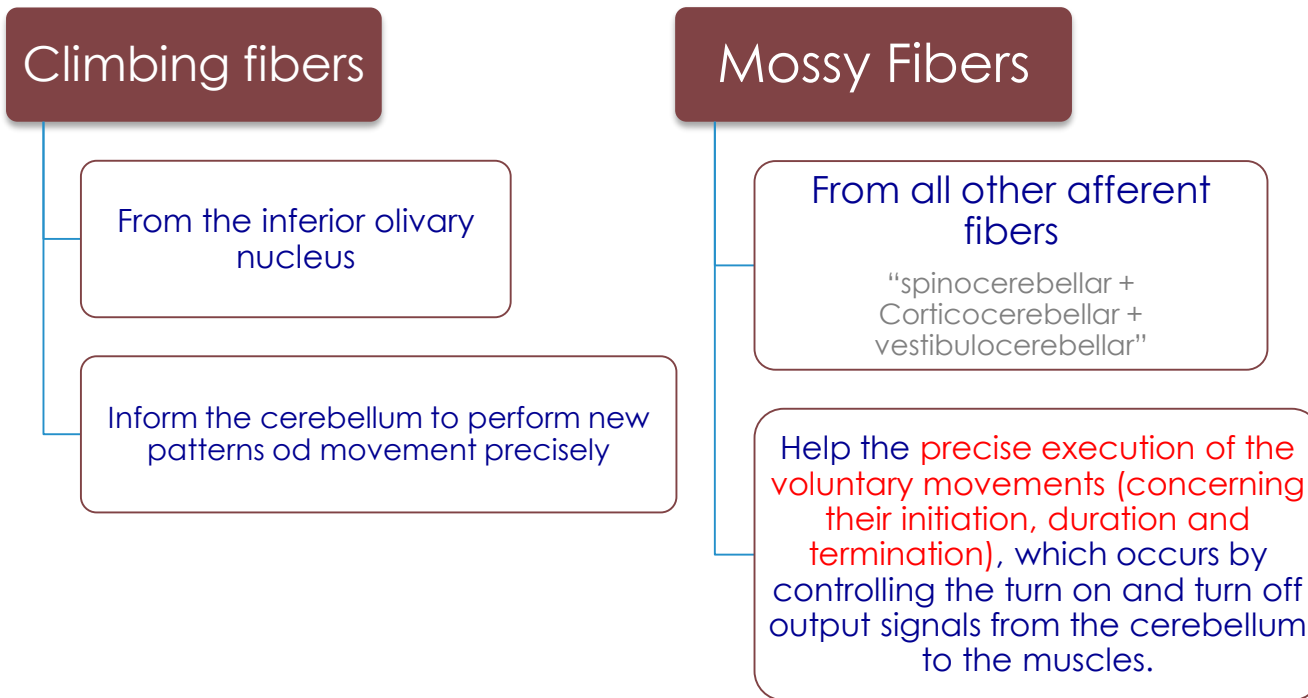 Climbing fibers
From the inferior olivary
nucleus
Inform the cerebellum to perform new
patterns od movement precisely
Mossy Fibers
From all other afferent
fibers
“spinocerebellar +
Corticocerebellar +
vestibulocerebellar”
Help the precise execution of the
voluntary movements (concerning
their initiation, duration and
termination), which occurs by
controlling the turn on and turn off
output signals from the cerebellum
to the muscles.